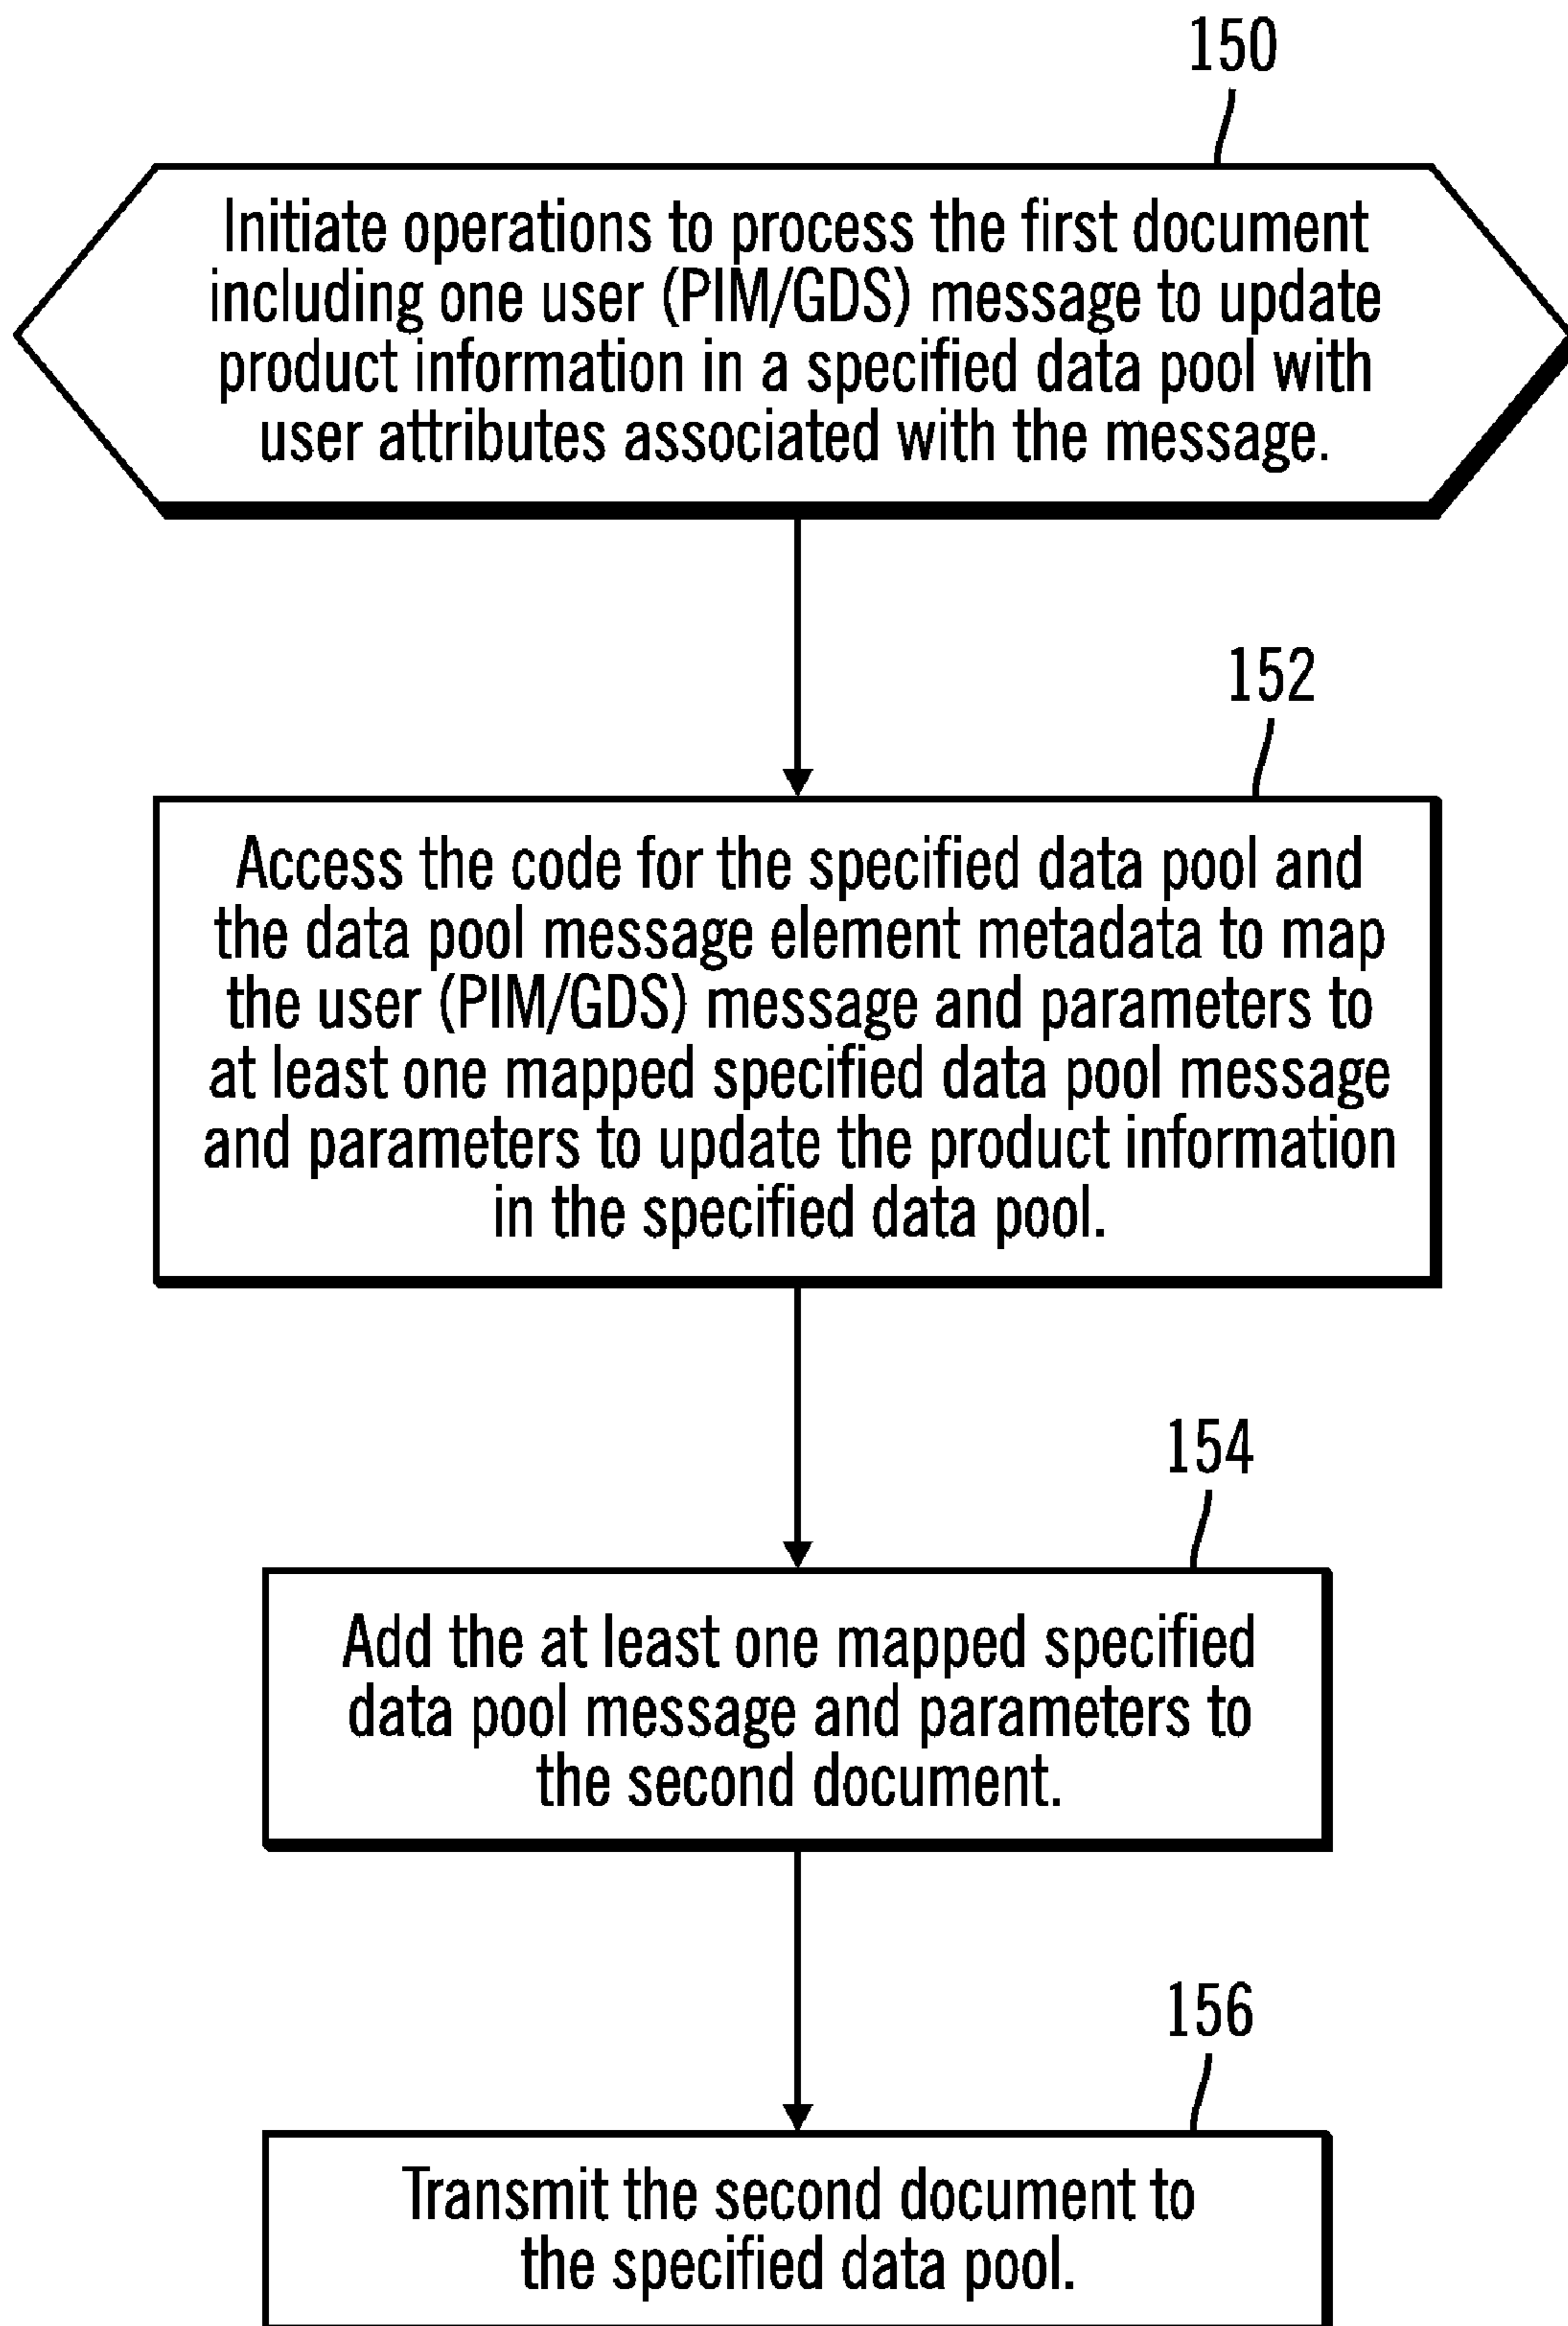 150
Initiate operations to process the first document
including one user (PIM/GDS) message to update
product information in a specified data pool with
user attributes associated with the message.
152
Access the code for the specified data pool and
the data pool message element metadata to map
the user (PIM/GDS) message and parameters to
at least one mapped specified data pool message
and parameters to update the product information
in the specified data pool.
154
Add the at least one mapped specified
data pool message and parameters to
the second document.
156
Transmit the second document to
the specified data pool.